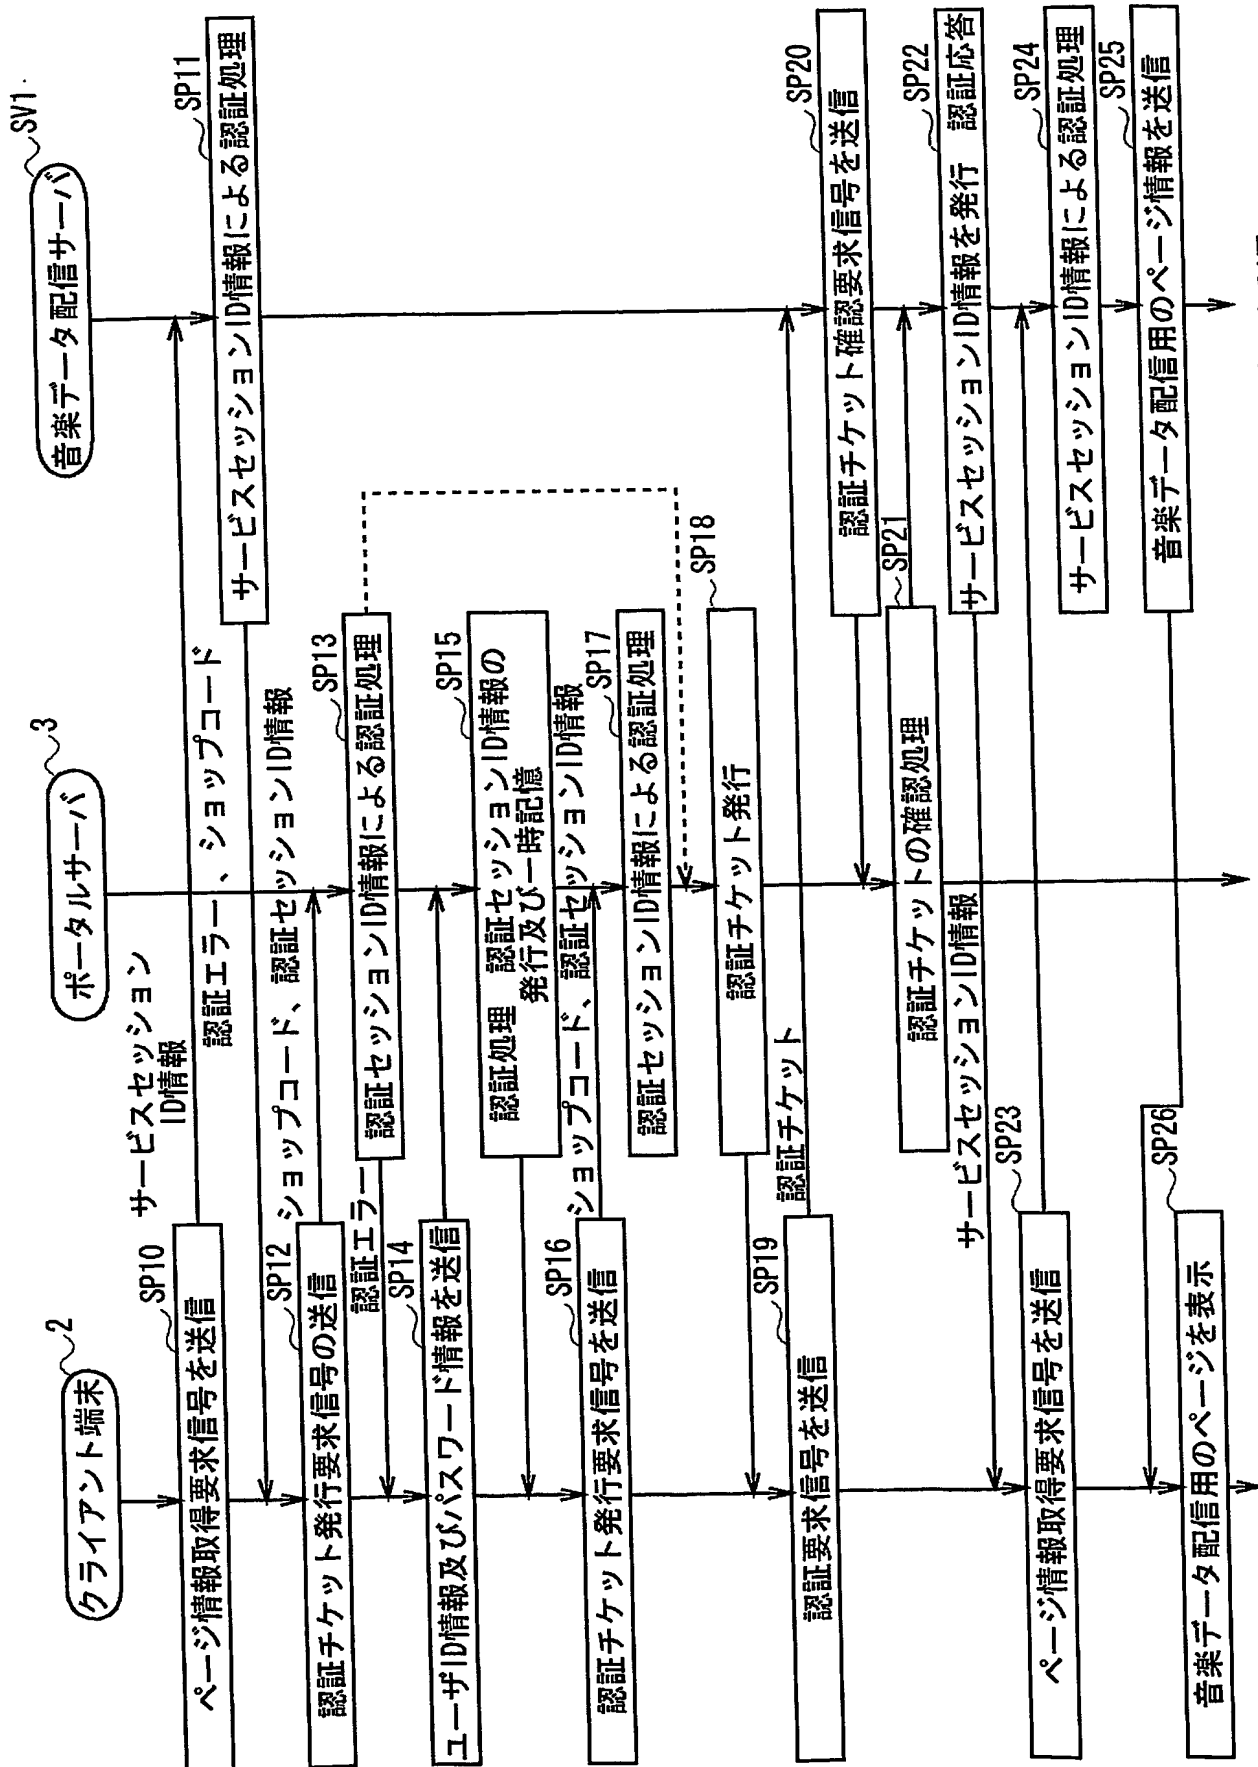 クライアント端末
2
ポータルサーバ
3
音楽データ配信サーバ
SV1
SP10
ページ情報取得要求信号を送信
サービスセッション
ID情報
SP11
サービスセッションID情報による認証処理
認証エラー、ショップコード
SP12
認証チケット発行要求信号の送信
ショップコード、認証セッションID情報
SP13
認証セッションID情報による認証処理
認証エラー
SP14
ユーザID情報及びパスワード情報を送信
SP15
認証処理 認証セッションID情報の
発行及び一時記憶
SP16
認証チケット発行要求信号を送信
ショップコード、認証セッションID情報
SP17
認証セッションID情報による認証処理
SP18
認証チケット発行
SP19
認証要求信号を送信
認証チケット
SP20
認証チケット確認要求信号を送信
SP21
認証チケットの確認処理
SP22
サービスセッションID情報を発行 認証応答
サービスセッションID情報
SP23
ページ情報取得要求信号を送信
SP24
サービスセッションID情報による認証処理
SP25
音楽データ配信用のページ情報を送信
SP26
音楽データ配信用のページを表示